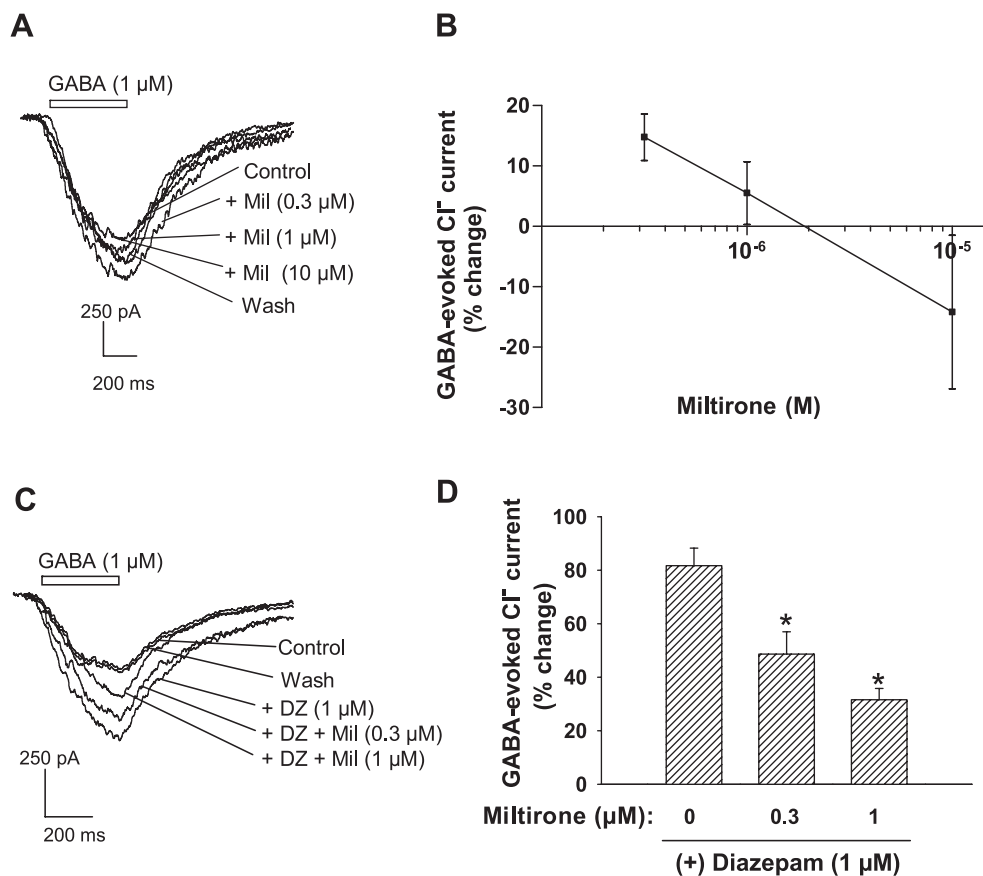 A
GABA (1 µM)
Control
+ Mil (0.3 µM)
+ Mil (1 µM)
+ Mil (10 µM)
Wash
250 pA
200 ms
B
GABA-evoked Cl⁻ current
(% change)
20
10
0
-10
-20
-30
10⁻⁶
10⁻⁵
Miltirone (M)
C
GABA (1 µM)
Control
Wash
+ DZ (1 µM)
+ DZ + Mil (0.3 µM)
+ DZ + Mil (1 µM)
250 pA
200 ms
D
GABA-evoked Cl⁻ current
(% change)
100
80
60
40
20
0
*
*
Miltirone (µM): 0 0.3 1
(+) Diazepam (1 µM)